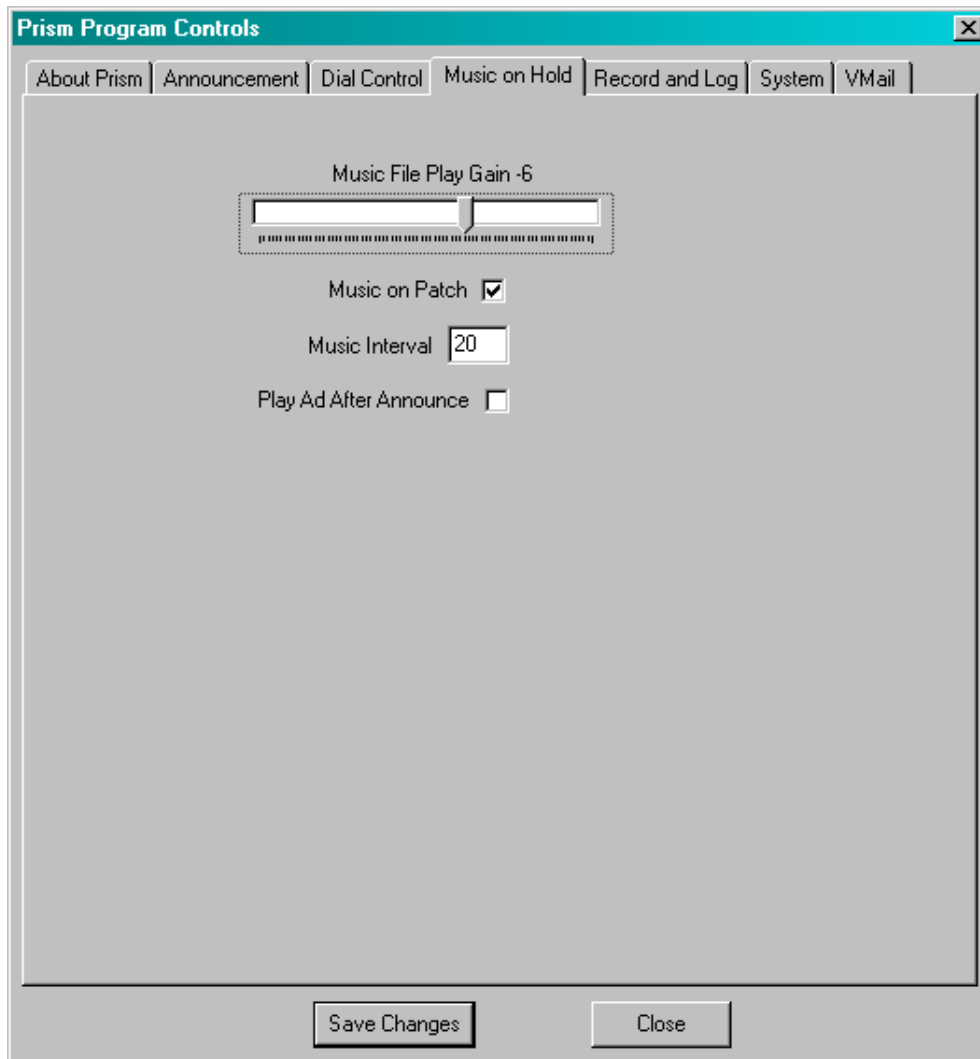 Prism Program Controls
About Prism Announcement Dial Control Music on Hold Record and Log System VMail
Music File Play Gain -6
Music on Patch
Music Interval 20
Play Ad After Announce
Save Changes Close